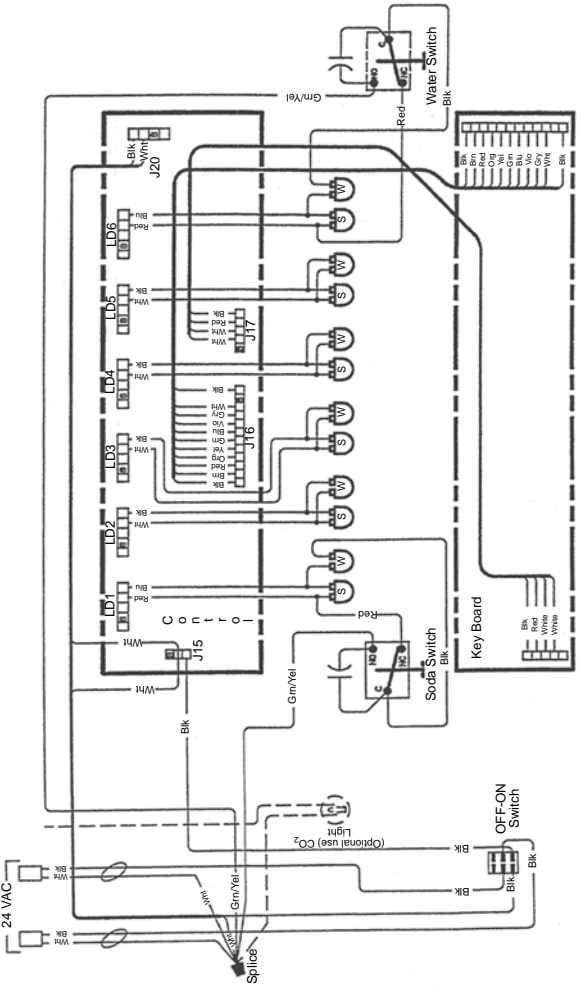 Grn/Yel
C
NO
NC
Water Switch
Red
Blk
Blk
Wht
J20
LD6
Blu
Red
LD5
Blk
Wht
LD4
Blk
Wht
LD3
Blk
Wht
LD2
Blk
Wht
LD1
Blu
Red
Blk
Red
Wht
Wht
J17
Blk
Wht
Gry
Vio
Blu
Grn
Yel
Org
Red
Brn
Blk
J16
Control
J15
Wht
Wht
Blk
W
S
W
S
W
S
W
S
W
S
W
S
Blk
Brn
Red
Org
Yel
Grn
Blu
Vio
Gry
Wht
Blk
Key Board
Blk
Red
White
White
Red
Grn/Yel
NO
NC
C
Soda Switch
Blk
Light
(Optional use) CO2
OFF-ON
Switch
Blk
Blk
Blk
Blk
24 VAC
Blk
Wht
Blk
Wht
Wht
Grn/Yel
Wht
Splice